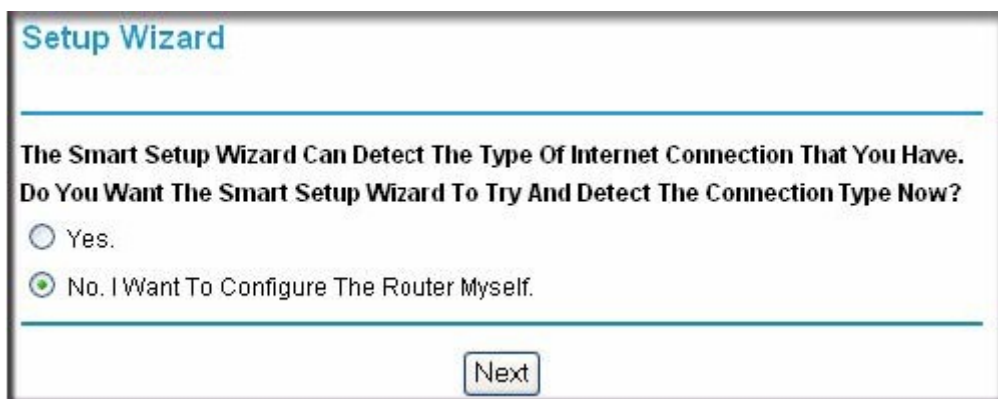 Setup Wizard
The Smart Setup Wizard Can Detect The Type Of Internet Connection That You Have.
Do You Want The Smart Setup Wizard To Try And Detect The Connection Type Now?
Yes.
No. I Want To Configure The Router Myself.
Next